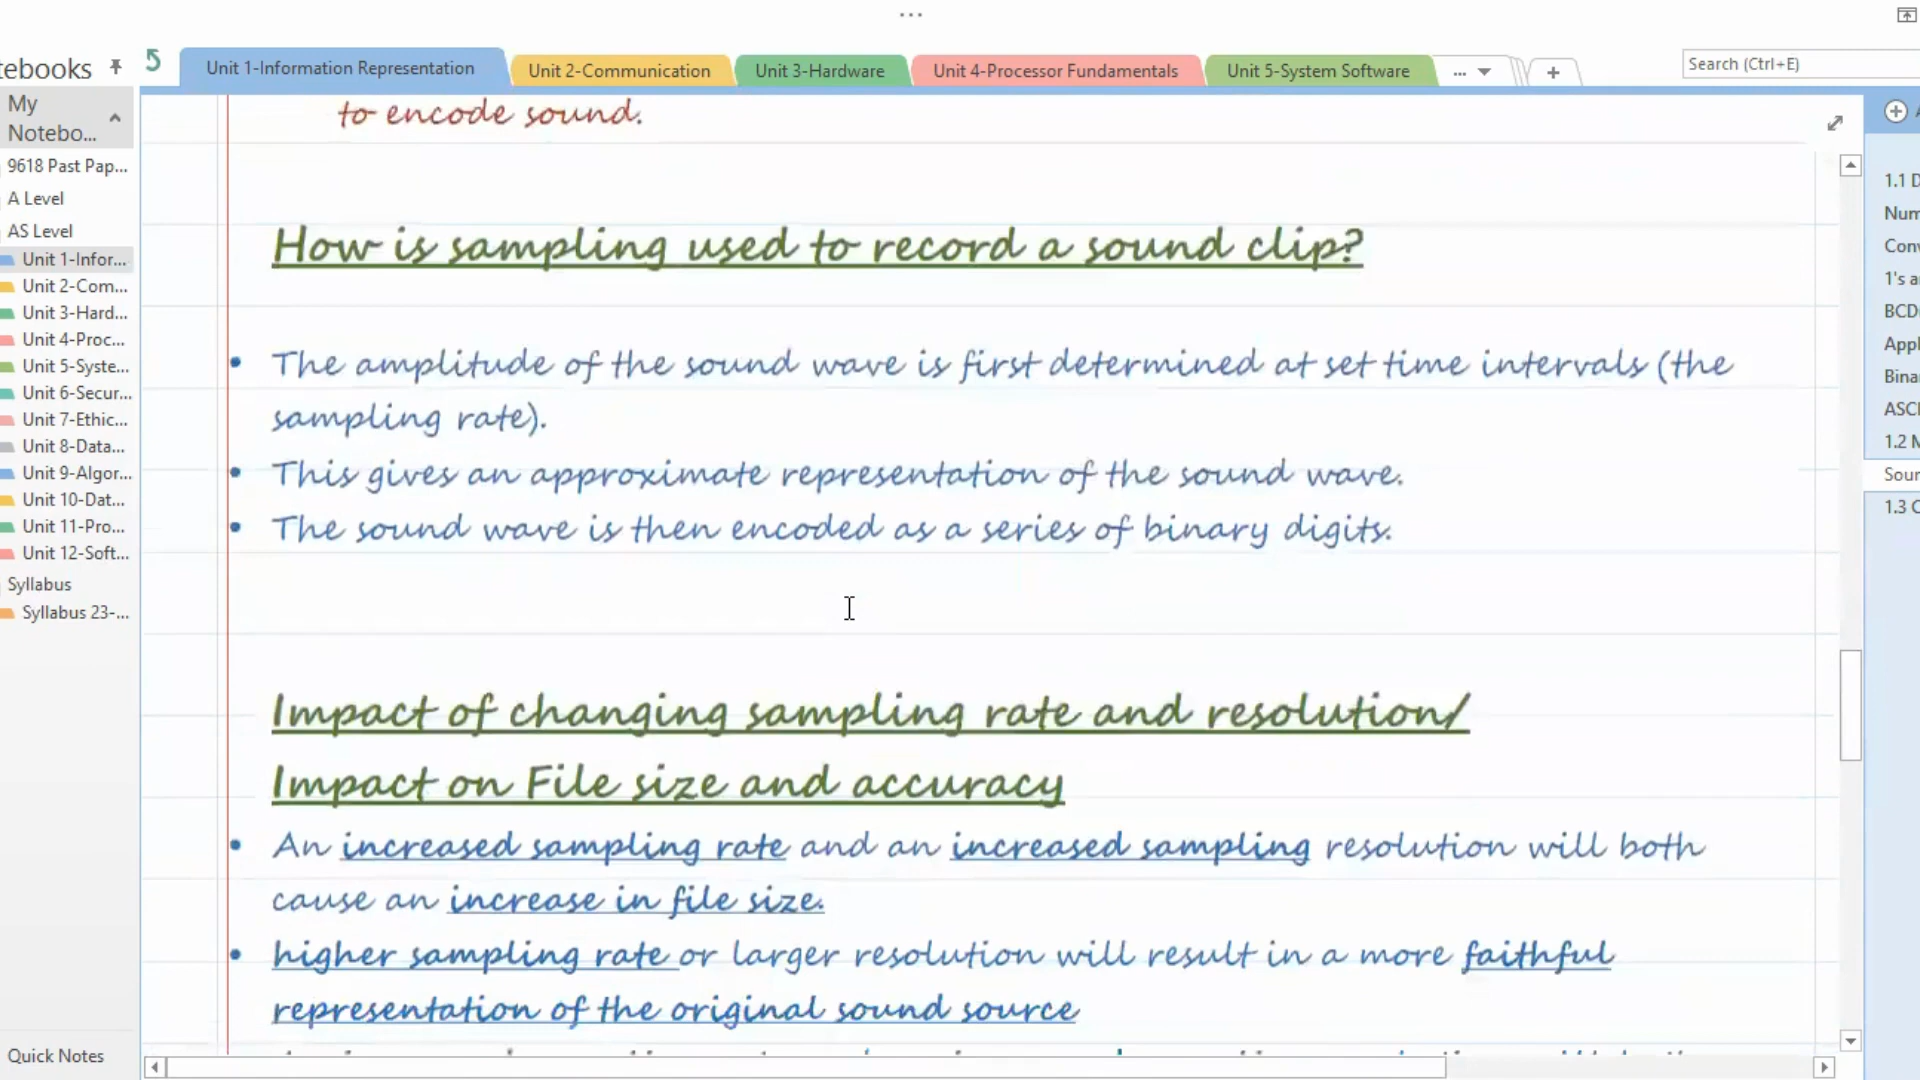 ...
tebooks
Unit 1-Information Representation
Unit 2-Communication
Unit 3-Hardware
Unit 4-Processor Fundamentals
Unit 5-System Software
...
Search (Ctrl+E)
My
Notebo...
9618 Past Pap...
A Level
AS Level
Unit 1-Infor...
Unit 2-Com...
Unit 3-Hard...
Unit 4-Proc...
Unit 5-Syste...
Unit 6-Secur...
Unit 7-Ethic...
Unit 8-Data...
Unit 9-Algor...
Unit 10-Dat...
Unit 11-Pro...
Unit 12-Soft...
Syllabus
Syllabus 23-...
Quick Notes
to encode sound.
How is sampling used to record a sound clip?
• The amplitude of the sound wave is first determined at set time intervals (the
sampling rate).
• This gives an approximate representation of the sound wave.
• The sound wave is then encoded as a series of binary digits.
Impact of changing sampling rate and resolution/
Impact on File size and accuracy
• An increased sampling rate and an increased sampling resolution will both
cause an increase in file size.
• higher sampling rate or larger resolution will result in a more faithful
representation of the original sound source
1.1 D
Num
Conv
1's a
BCD
Appl
Bina
ASCI
1.2 M
Sour
1.3 C